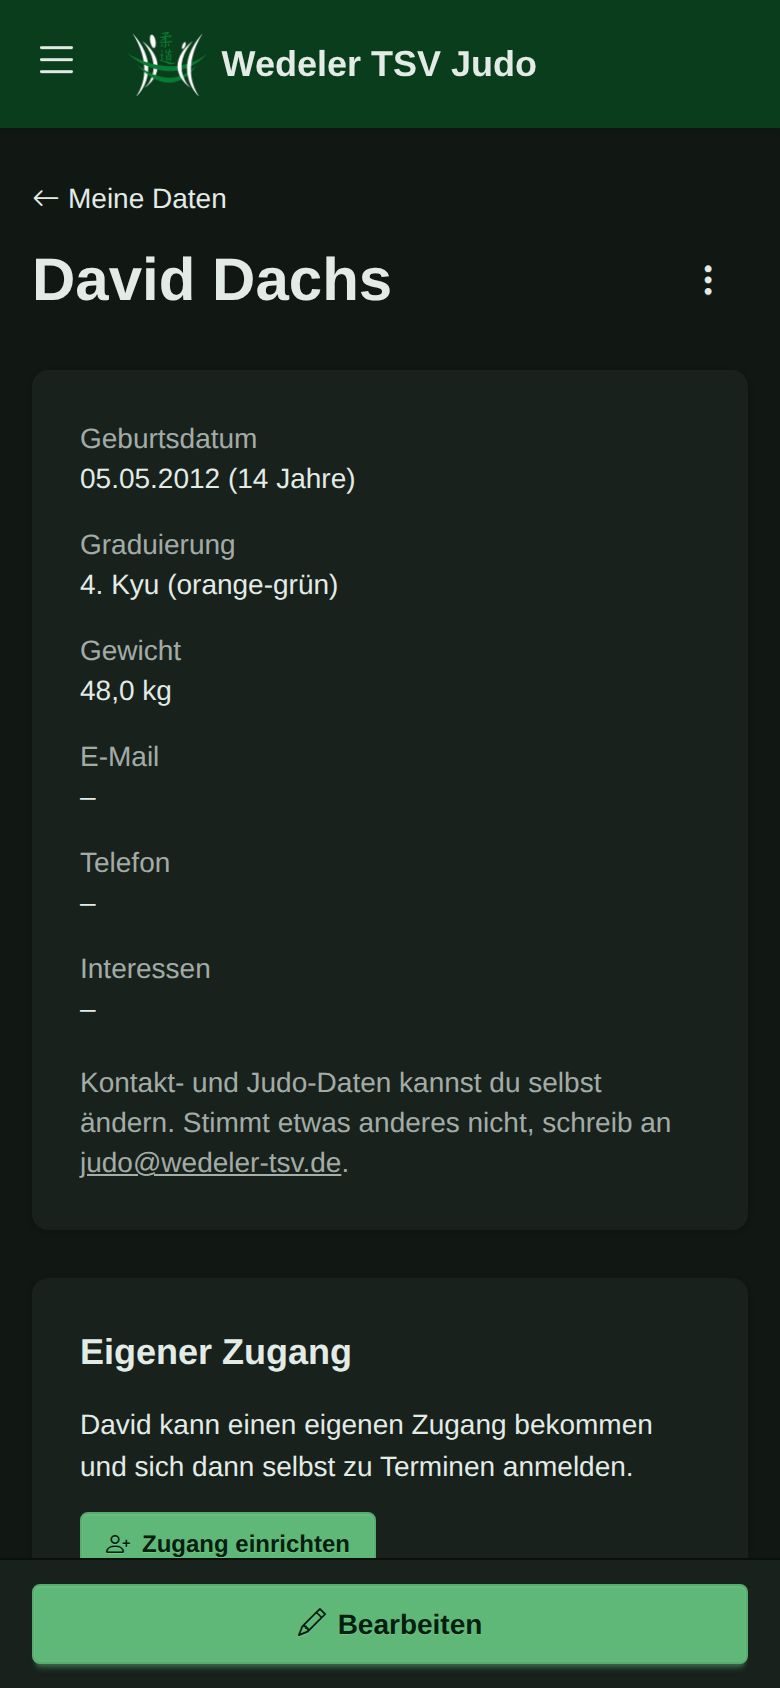 柔道
Wedeler TSV Judo
← Meine Daten
David Dachs
Geburtsdatum
05.05.2012 (14 Jahre)
Graduierung
4. Kyu (orange-grün)
Gewicht
48,0 kg
E-Mail
–
Telefon
–
Interessen
–
Kontakt- und Judo-Daten kannst du selbst
ändern. Stimmt etwas anderes nicht, schreib an
judo@wedeler-tsv.de.
Eigener Zugang
David kann einen eigenen Zugang bekommen
und sich dann selbst zu Terminen anmelden.
Zugang einrichten
Bearbeiten